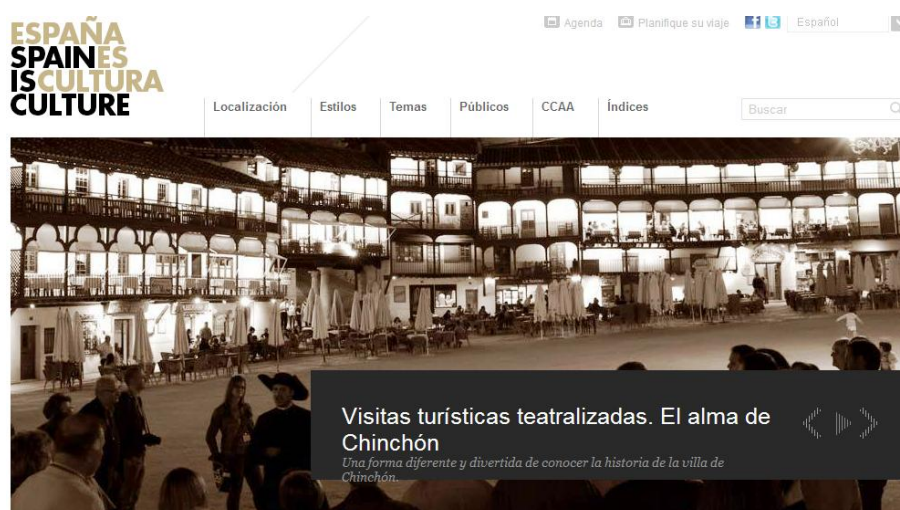 Agenda Planifique su viaje Español
ESPAÑA
SPAINES
ISCULTURA
CULTURE
Localización Estilos Temas Públicos CCAA Índices Buscar
Visitas turísticas teatralizadas. El alma de
Chinchón
Una forma diferente y divertida de conocer la historia de la villa de
Chinchón.